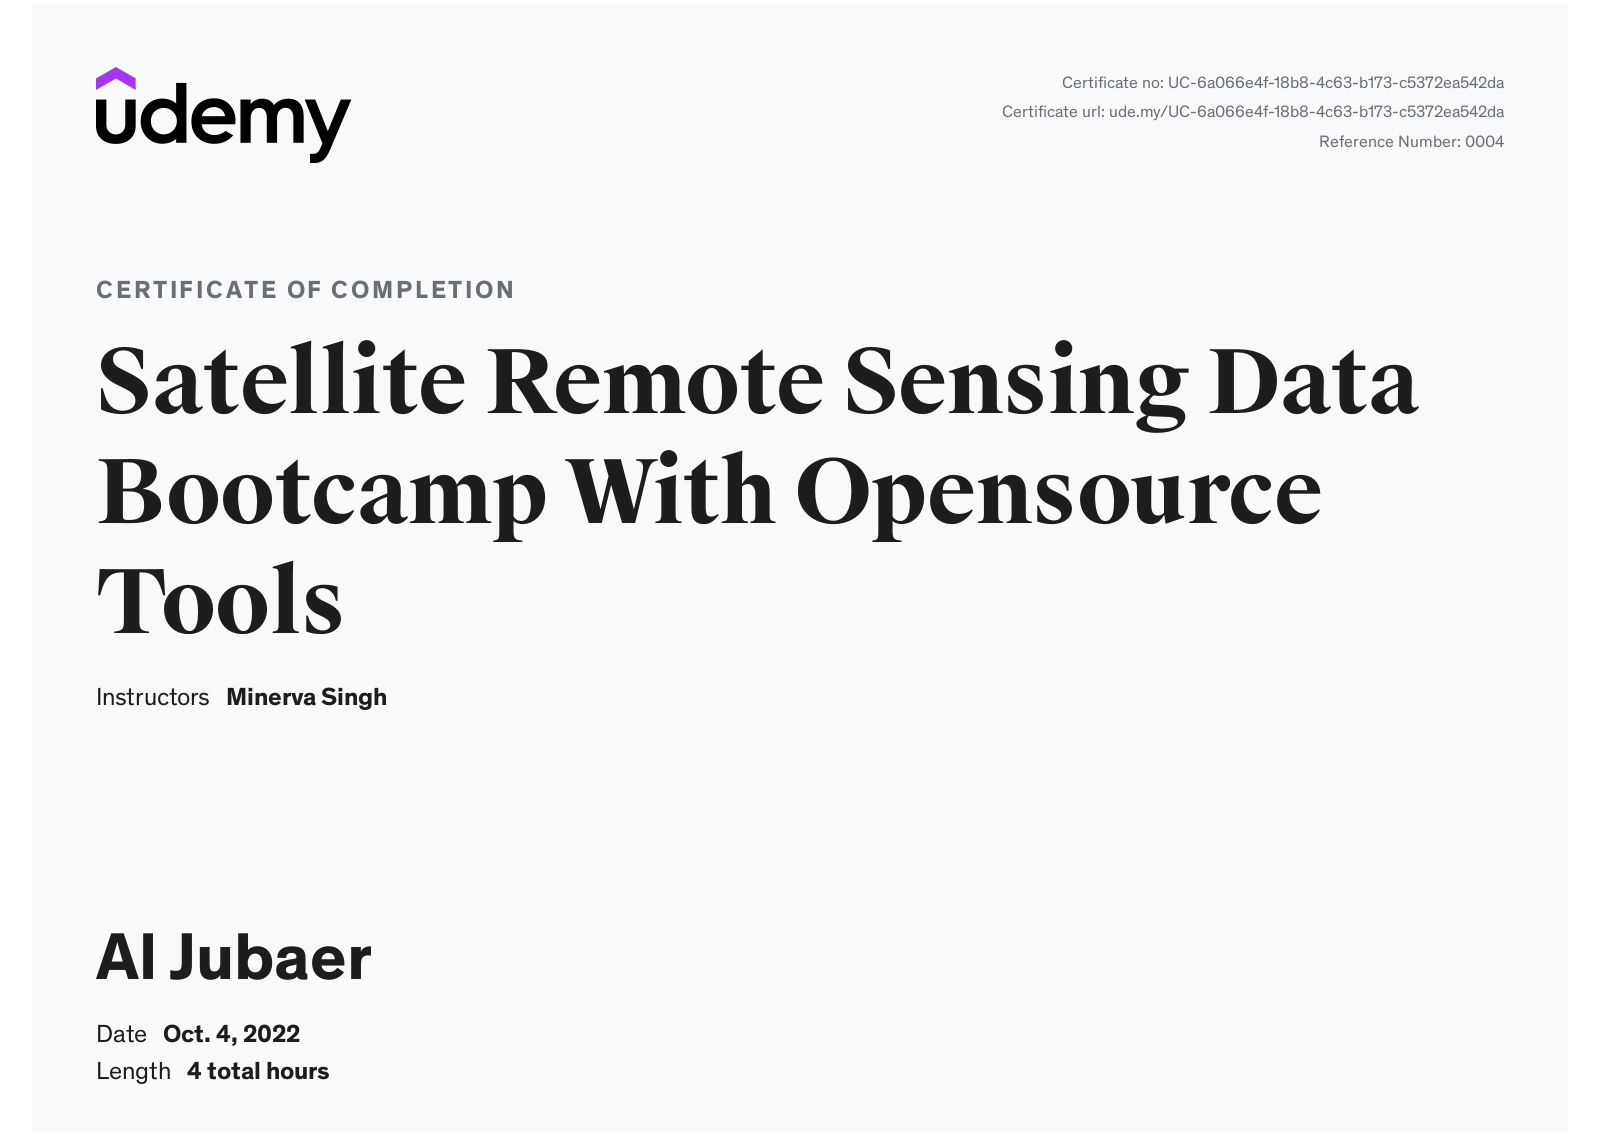 udemy
Certificate no: UC-6a066e4f-18b8-4c63-b173-c5372ea542da
Certificate url: ude.my/UC-6a066e4f-18b8-4c63-b173-c5372ea542da
Reference Number: 0004
CERTIFICATE OF COMPLETION
Satellite Remote Sensing Data
Bootcamp With Opensource
Tools
Instructors Minerva Singh
Al Jubaer
Date Oct. 4, 2022
Length 4 total hours